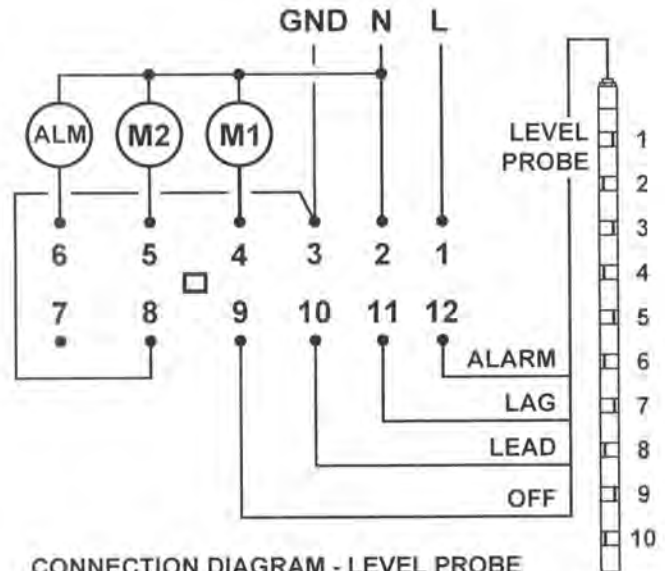 GND N L
ALM M2 M1
LEVEL
PROBE
1
2
3
4
5
6
7
8
9
10
6 5 4 3 2 1
7 8 9 10 11 12
ALARM
LAG
LEAD
OFF
CONNECTION DIAGRAM - LEVEL PROBE